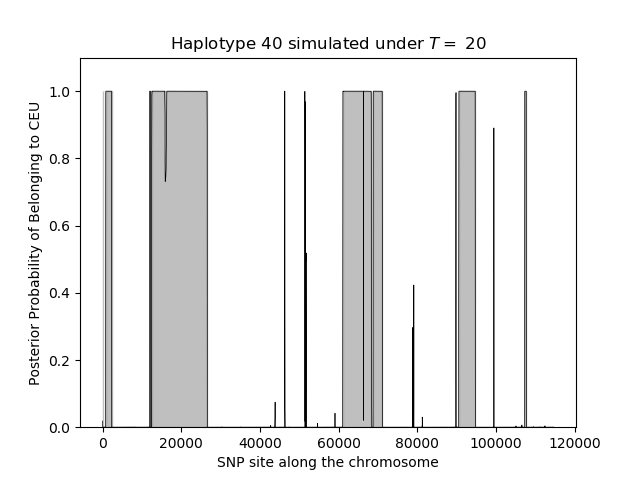 Haplotype 40 simulated under T = 20
Posterior Probability of Belonging to CEU
1.0
0.8
0.6
0.4
0.2
0.0
0 20000 40000 60000 80000 100000 120000
SNP site along the chromosome